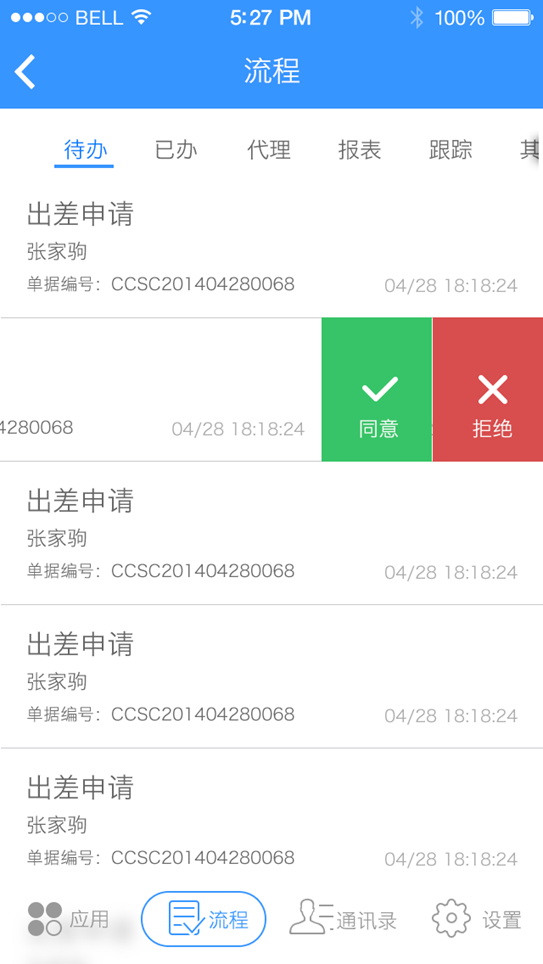 BELL 5:27 PM 100%
流程
待办 已办 代理 报表 跟踪 其
出差申请
张家驹
单据编号：CCSC201404280068 04/28 18:18:24
4280068 04/28 18:18:24 同意 拒绝
出差申请
张家驹
单据编号：CCSC201404280068 04/28 18:18:24
出差申请
张家驹
单据编号：CCSC201404280068 04/28 18:18:24
出差申请
张家驹
单据编号：CCSC201404280068 04/28 18:18:24
应用 流程 通讯录 设置